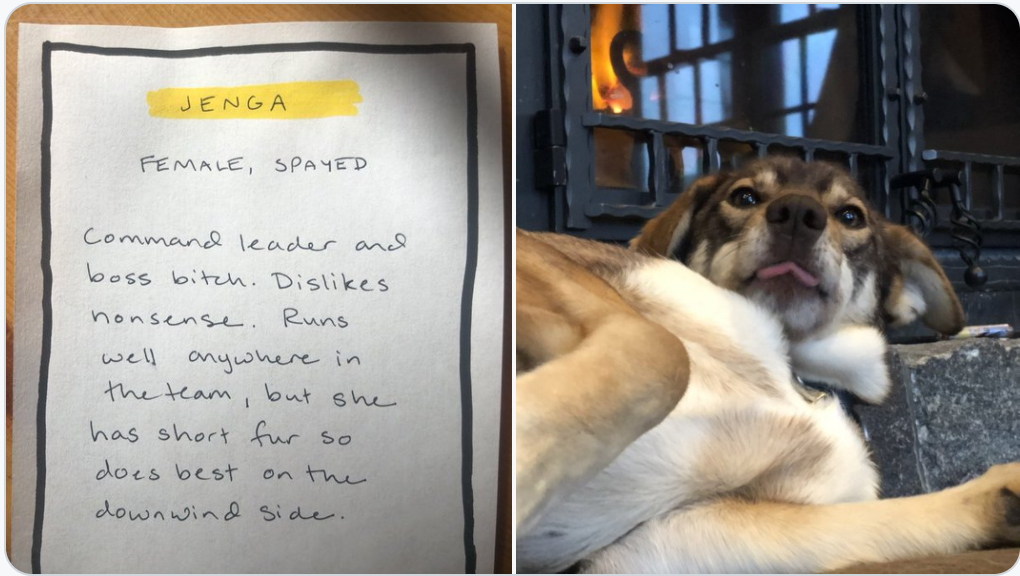 JENGA
FEMALE, SPAYED
Command leader and
boss bitch. Dislikes
nonsense. Runs
well anywhere in
the team, but she
has short fur so
does best on the
downwind side.